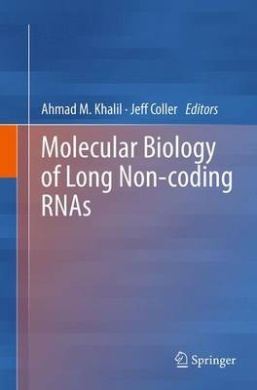 Ahmad M. Khalil · Jeff Coller Editors
Molecular Biology
of Long Non-coding
RNAs
Springer